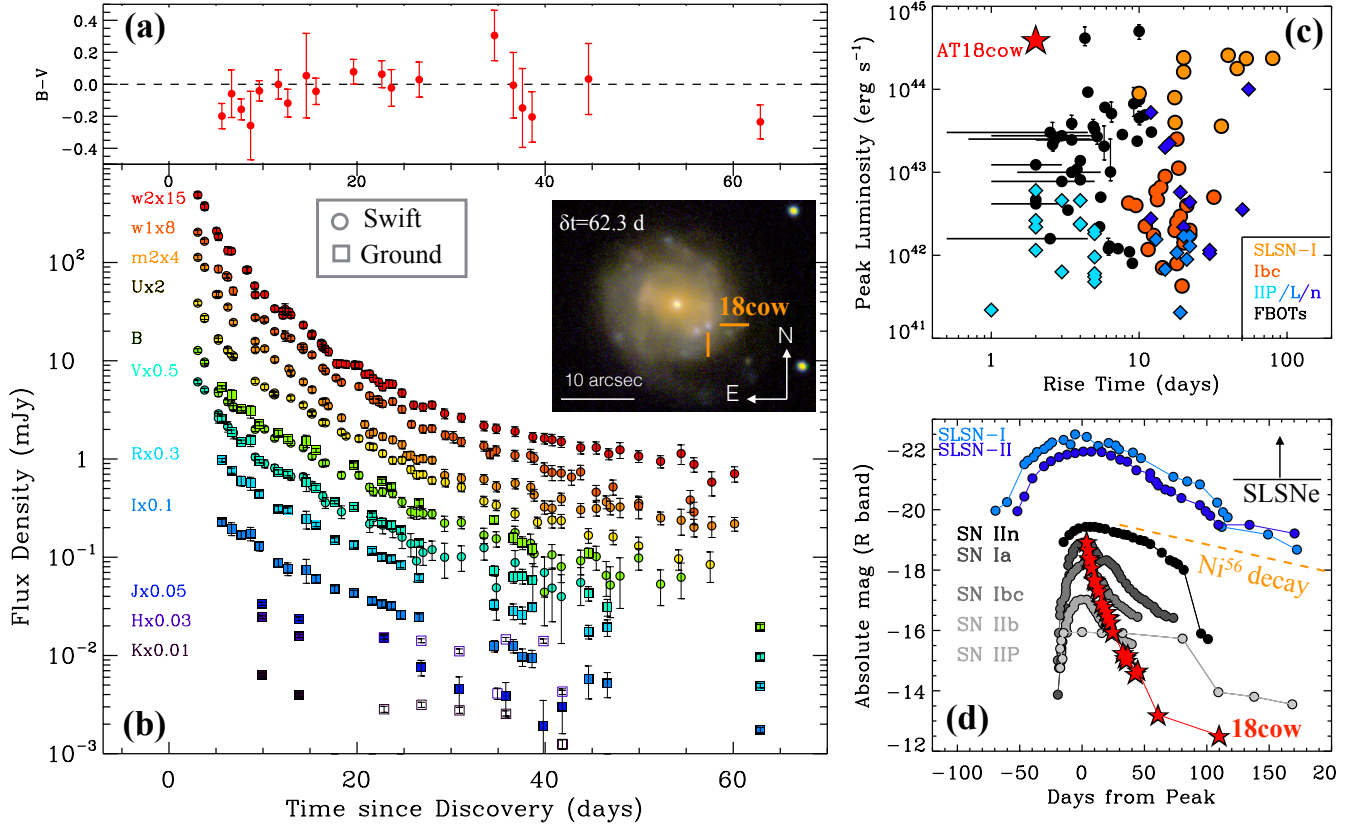 (a)
B-V
0.4
0.2
0.0
-0.2
-0.4
0 20 40 60
w2x15
w1x8
m2x4
Ux2
B
Vx0.5
Rx0.3
Ix0.1
Jx0.05
Hx0.03
Kx0.01
Swift
Ground
δt=62.3 d
18cow
10 arcsec
N
E
(b)
Flux Density (mJy)
10²
10
1
10⁻¹
10⁻²
10⁻³
0 20 40 60
Time since Discovery (days)
(c)
AT18cow
Peak Luminosity (erg s⁻¹)
10⁴⁵
10⁴⁴
10⁴³
10⁴²
10⁴¹
SLSN-I
Ibc
IIP/L/n
FBOTs
1 10 100
Rise Time (days)
SLSN-I
SLSN-II
SLSNe
SN IIn
SN Ia
SN Ibc
SN IIb
SN IIP
Ni⁵⁶ decay
18cow
(d)
Absolute mag (R band)
-22
-20
-18
-16
-14
-12
-100 -50 0 50 100 150 20
Days from Peak